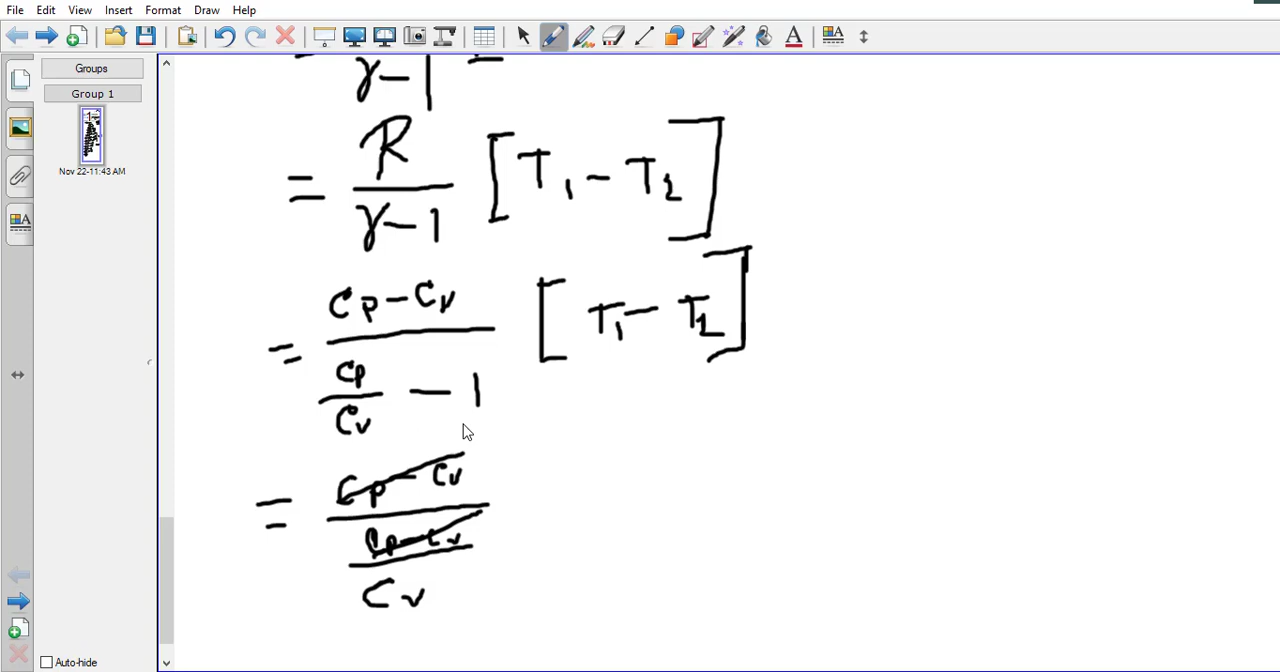 File Edit View Insert Format Draw Help
Groups
Group 1
Nov 22-11:43 AM
Auto-hide
= γ-1
= R/(γ-1) [T₁ - T₂]
= (Cp - Cv)/(Cp/Cv - 1) [T₁ - T₂]
= (Cp - Cv)/((Cp - Cv)/Cv)